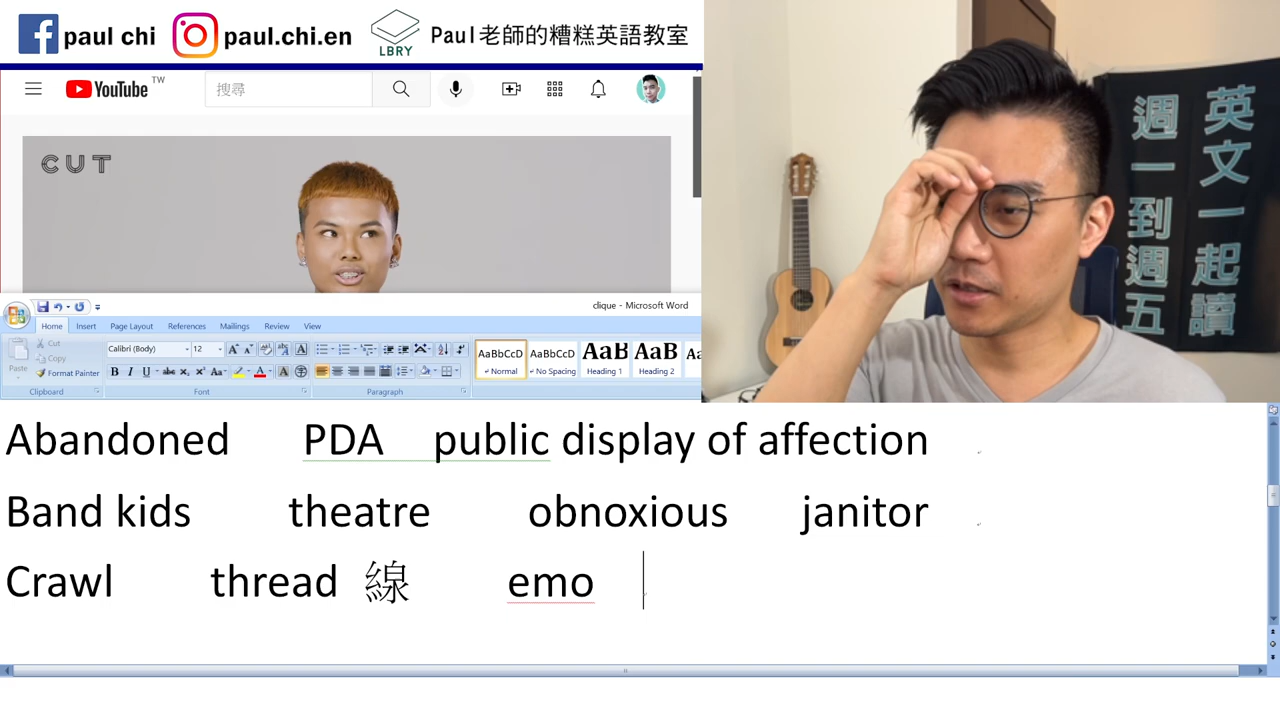 paul chi
paul.chi.en
LBRY
Paul老師的糟糕英語教室
YouTube TW
搜尋
CUT
clique - Microsoft Word
Home Insert Page Layout References Mailings Review View
Cut
Copy
Paste
Format Painter
Calibri (Body) 12
AaBbCcD AaBbCcD AaBb AaB
Normal No Spacing Heading 1 Heading 2
Clipboard Font Paragraph
英文一起讀
週一到週五
Abandoned PDA public display of affection
Band kids theatre obnoxious janitor
Crawl thread 線 emo